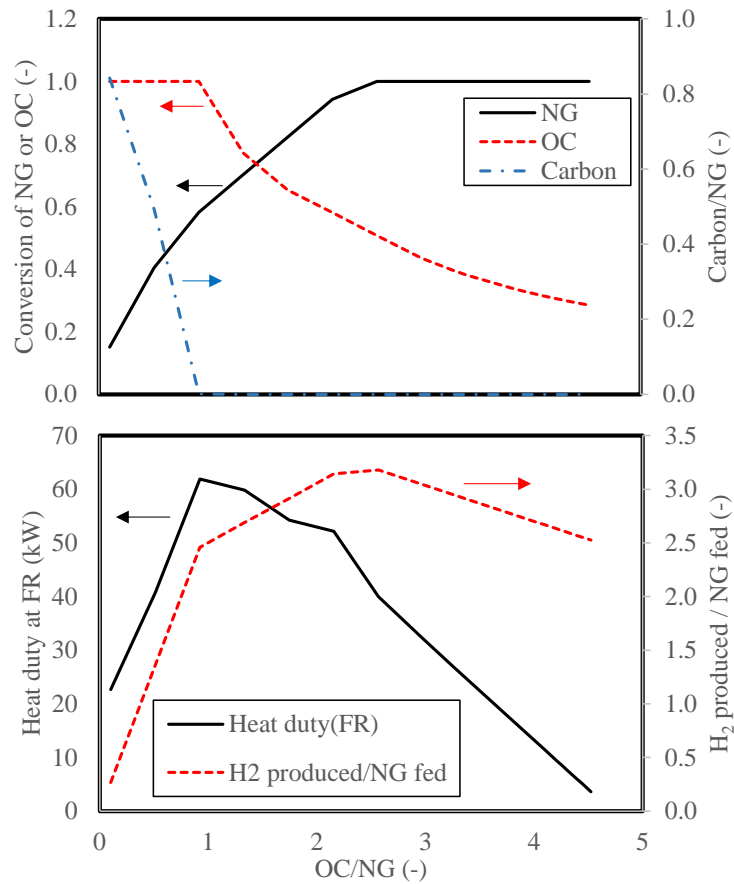 Conversion of NG or OC (-)
1.2
1.0
0.8
0.6
0.4
0.2
0.0
NG
OC
Carbon
1.0
0.8
0.6
0.4
0.2
0.0
Carbon/NG (-)
Heat duty at FR (kW)
70
60
50
40
30
20
10
0
Heat duty(FR)
H2 produced/NG fed
3.5
3.0
2.5
2.0
1.5
1.0
0.5
0.0
H₂ produced / NG fed (-)
0 1 2 3 4 5
OC/NG (-)